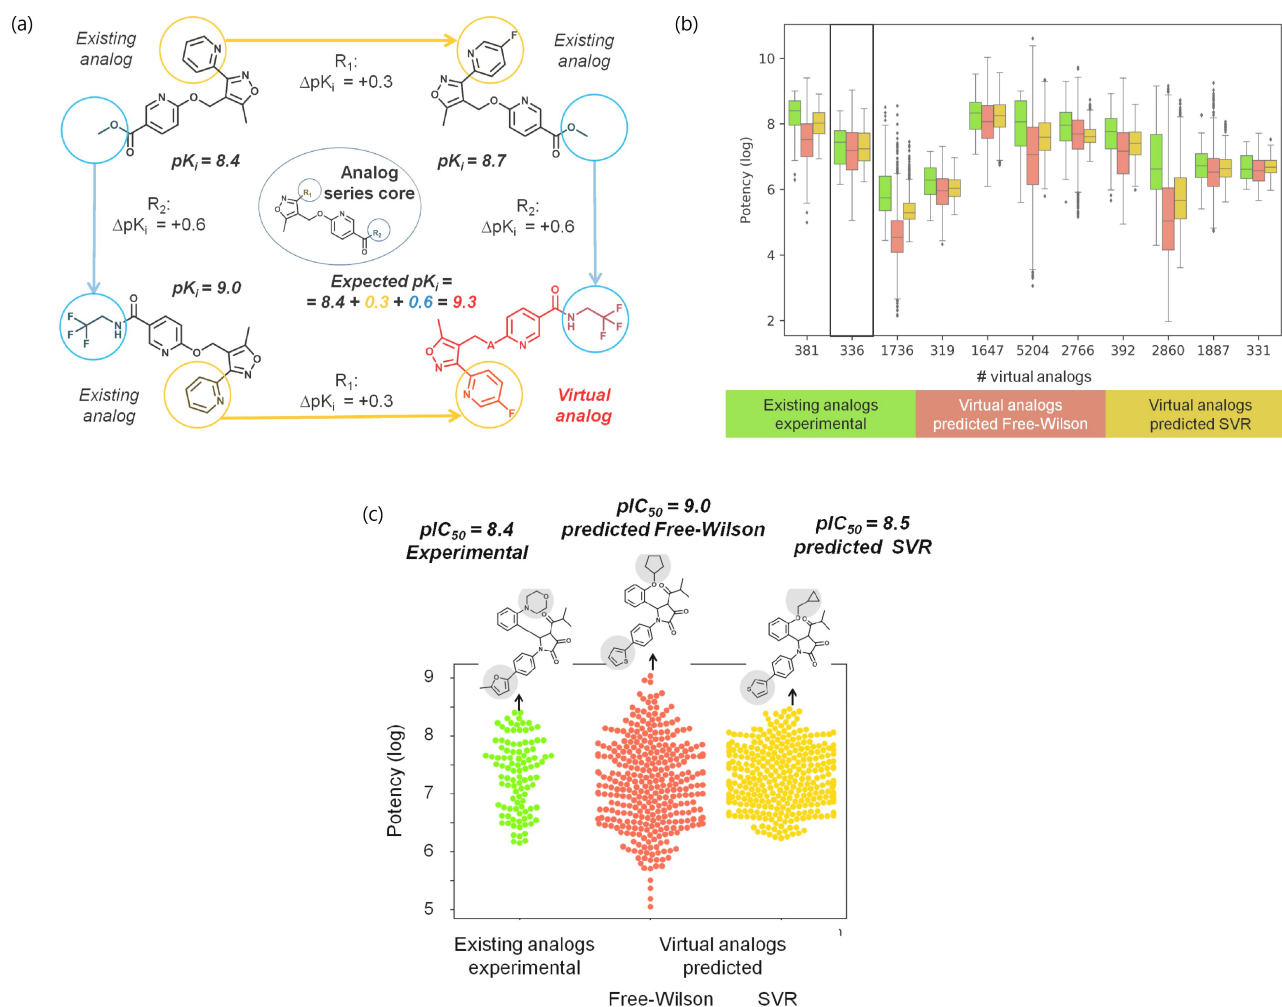 (a)
Existing
analog
R1:
ΔpKi = +0.3
Existing
analog
N
F
N
N
O
N
O
O
O
N
O
N
N
O
O
O
pKi = 8.4
pKi = 8.7
R2:
ΔpKi = +0.6
Analog
series core
R1
N
O
O
N
R2
O
R2:
ΔpKi = +0.6
pKi = 9.0
Expected pKi =
= 8.4 + 0.3 + 0.6 = 9.3
F
F
F
NH
O
N
O
O
N
N
O
N
H
F
F
F
A
N
O
N
N
F
Existing
analog
R1:
ΔpKi = +0.3
Virtual
analog
(b)
Potency (log)
10
8
6
4
2
381 336 1736 319 1647 5204 2766 392 2860 1887 331
# virtual analogs
Existing analogs
experimental
Virtual analogs
predicted Free-Wilson
Virtual analogs
predicted SVR
(c)
pIC50 = 8.4
Experimental
pIC50 = 9.0
predicted Free-Wilson
pIC50 = 8.5
predicted SVR
O
N
O
O
N
O
O
O
O
O
N
O
S
O
O
O
N
O
S
Potency (log)
9
8
7
6
5
Existing analogs
experimental
Virtual analogs
predicted
Free-Wilson
SVR